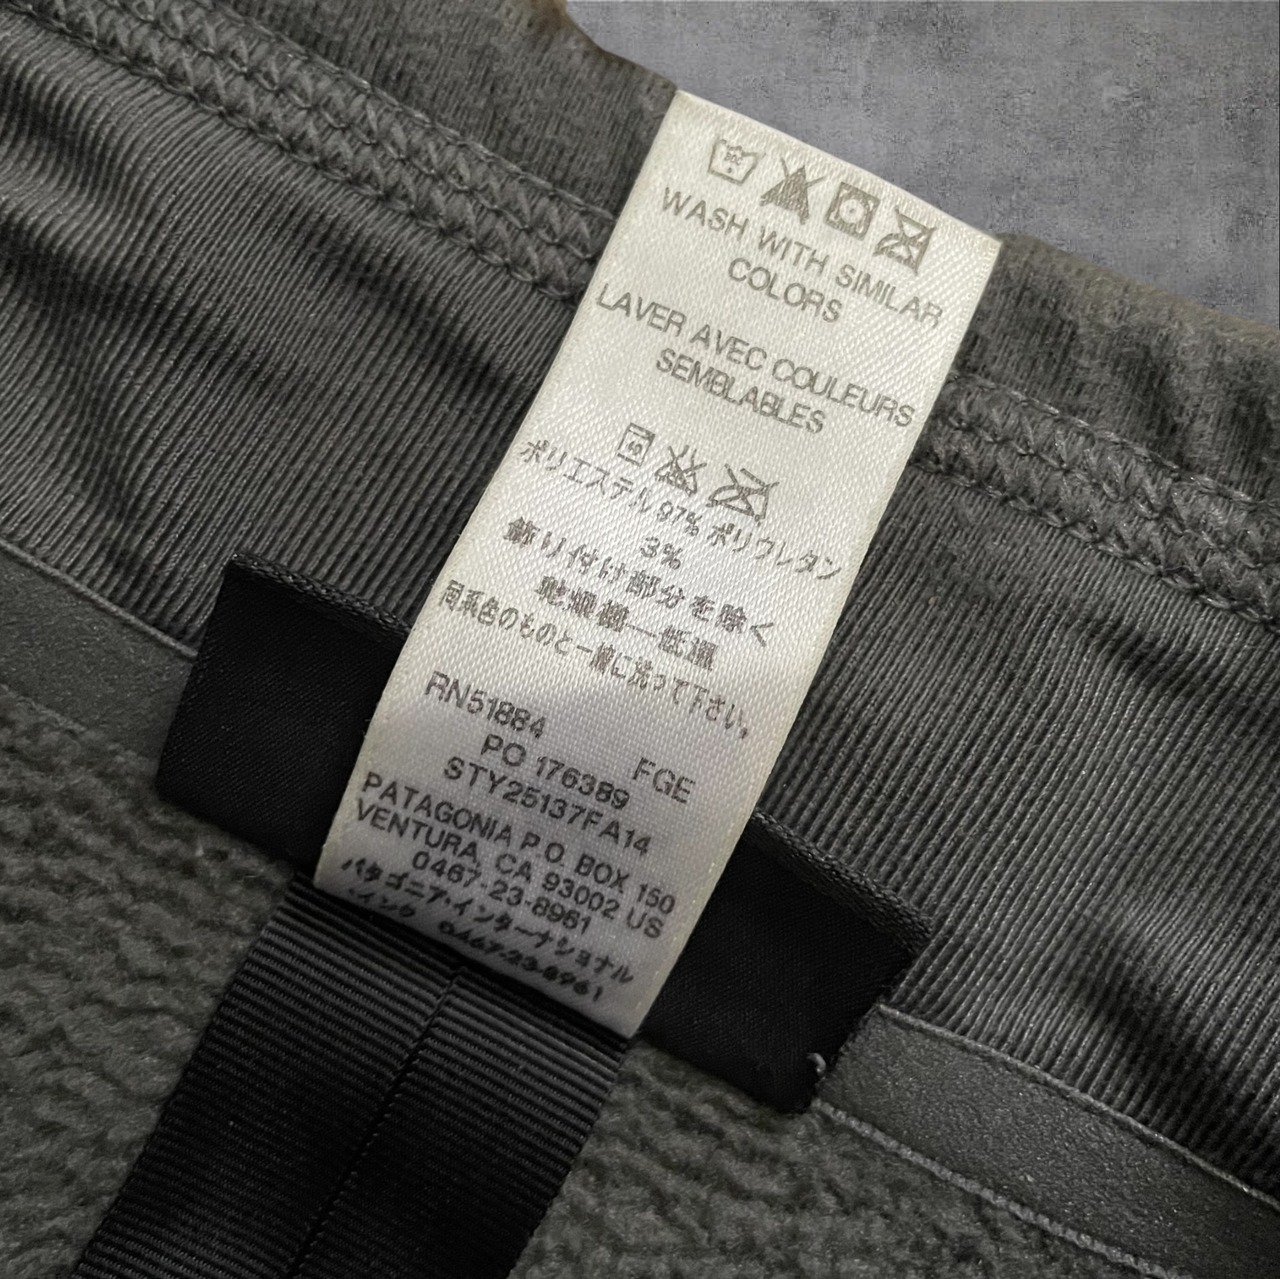 WASH WITH SIMILAR
COLORS
LAVER AVEC COULEURS
SEMBLABLES
ポリエステル 97% ポリウレタン
3%
飾り付け部分を除く
乾燥機―低温
同系色のものと一緒に洗って下さい。
RN51884
FGE
PO 176389
STY25137FA14
PATAGONIA P.O. BOX 150
VENTURA, CA 93002 US
0467-23-8961
パタゴニア・インターナショナル
インク
0467-23-8961